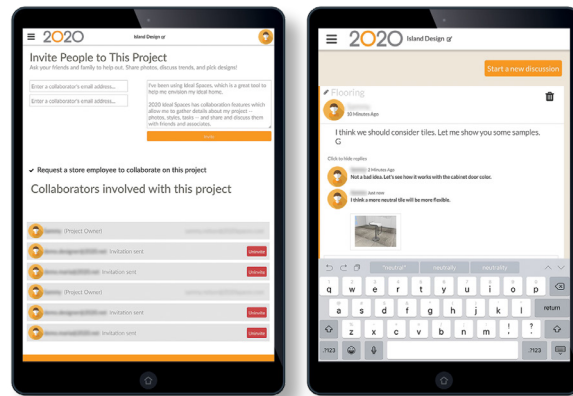 2020
Island Design
Invite People to This Project
Ask your friends and family to help out. Share photos, discuss trends, and pick designs!
Enter a collaborator's email address...
Enter a collaborator's email address...
I've been using Ideal Spaces, which is a great tool to
help me envision my ideal home.
2020 Ideal Spaces has collaboration features which
allow me to gather details about my project --
photos, styles, tasks -- and share and discuss them
with friends and associates.
Invite
Request a store employee to collaborate on this project
Collaborators involved with this project
(Project Owner)
Invitation sent
Uninvite
Invitation sent
Uninvite
(Project Owner)
Invitation sent
Uninvite
Invitation sent
Uninvite
2020
Island Design
Start a new discussion
Flooring
10 Minutes Ago
I think we should consider tiles. Let me show you some samples.
G
Click to hide replies
3 Minutes Ago
Not a bad idea. Let's see how it works with the cabinet door color.
Just now
I think a mere neutral tile will be more flexible.
"neutral" neutrally neutrality
q w e r t y u i o p
a s d f g h j k l return
z x c v b n m ! , ? .
.?123 .?123